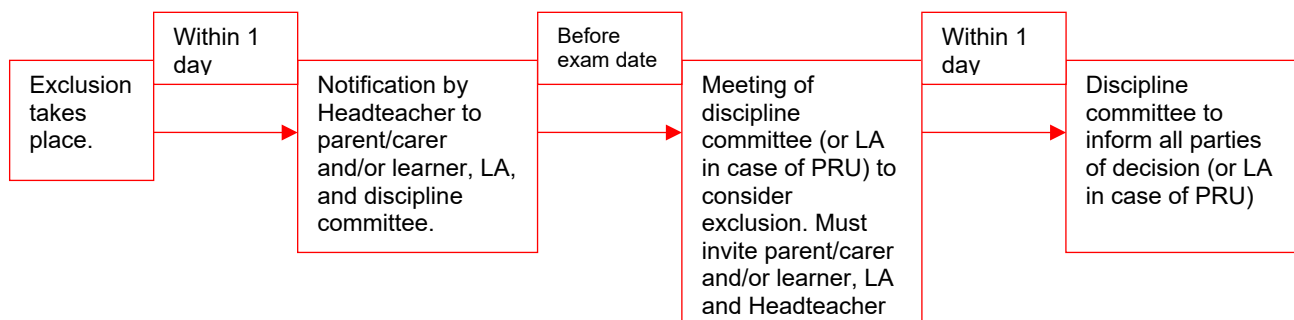 Exclusion
takes
place.
Within 1
day
Notification by
Headteacher to
parent/carer
and/or learner, LA,
and discipline
committee.
Before
exam date
Meeting of
discipline
committee (or LA
in case of PRU) to
consider
exclusion. Must
invite parent/carer
and/or learner, LA
and Headteacher
Within 1
day
Discipline
committee to
inform all parties
of decision (or LA
in case of PRU)